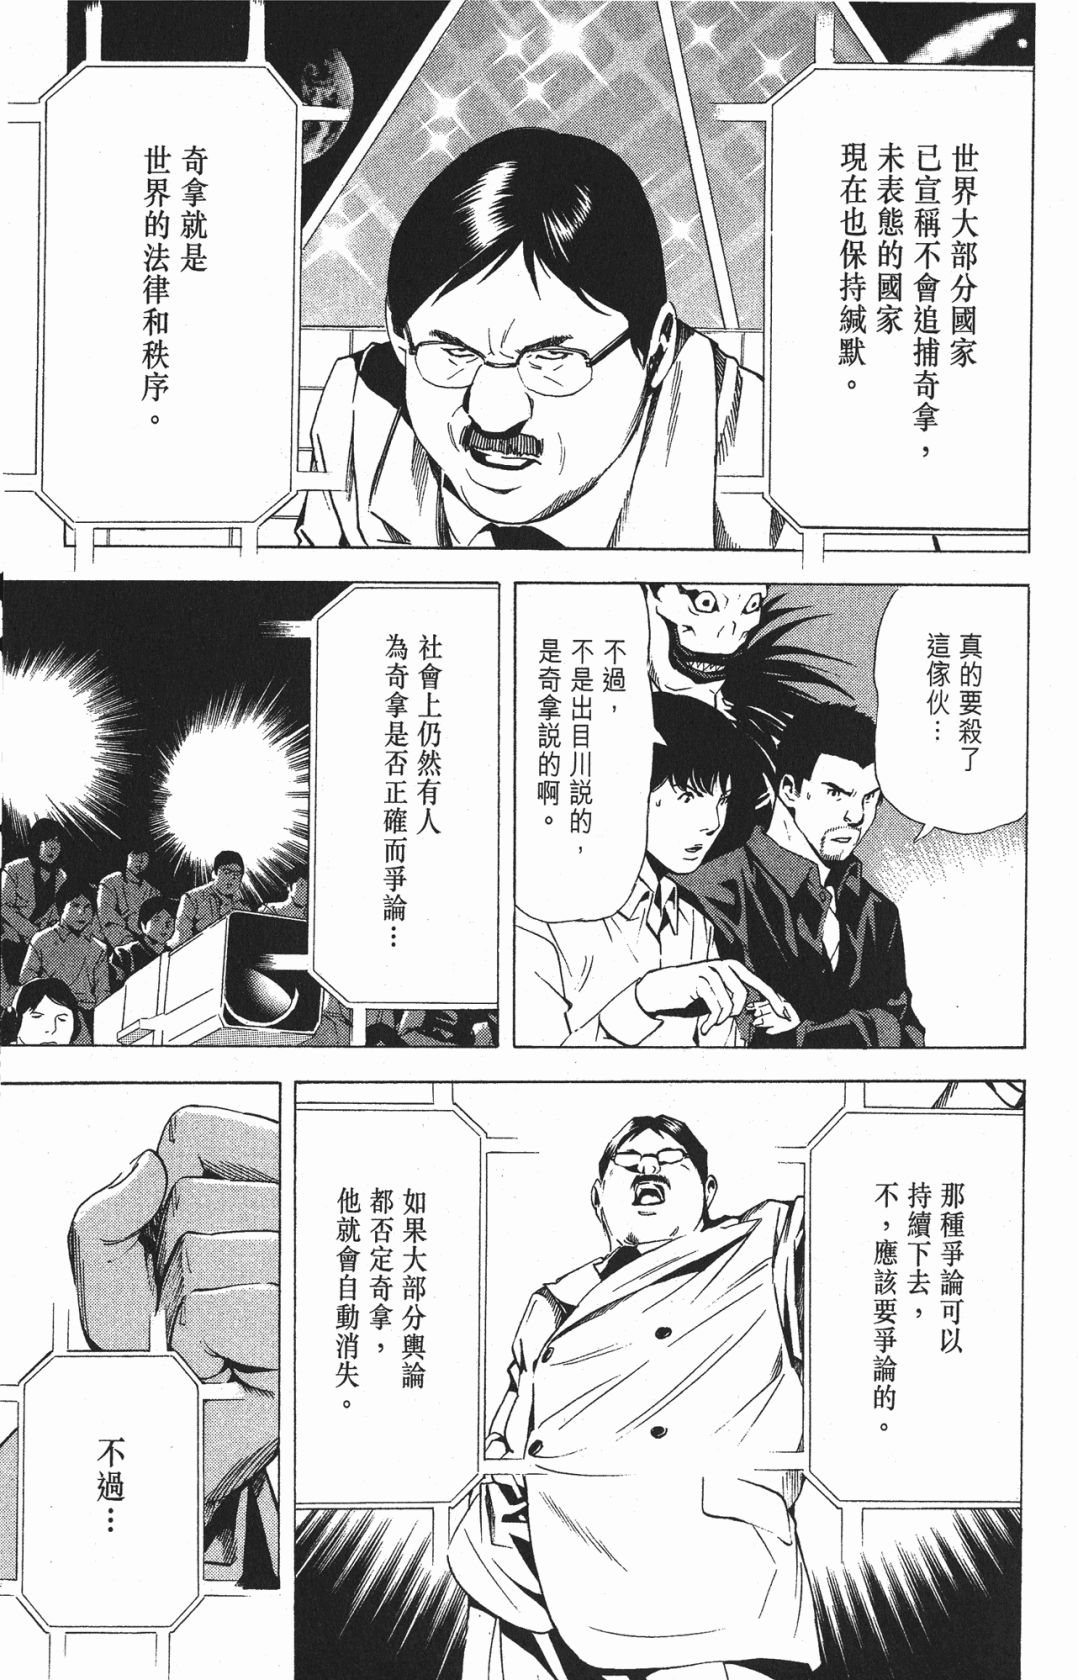 世界大部分國家
已宣稱不會追捕奇拿，
未表態的國家
現在也保持緘默。
奇拿就是
世界的法律和秩序。
真的要殺了
這傢伙…
不過，
不是出目川説的，
是奇拿説的啊。
社會上仍然有人
為奇拿是否正確而爭論…
那種爭論可以
持續下去，
不，應該要爭論的。
如果大部分輿論
都否定奇拿，
他就會自動消失。
不過…